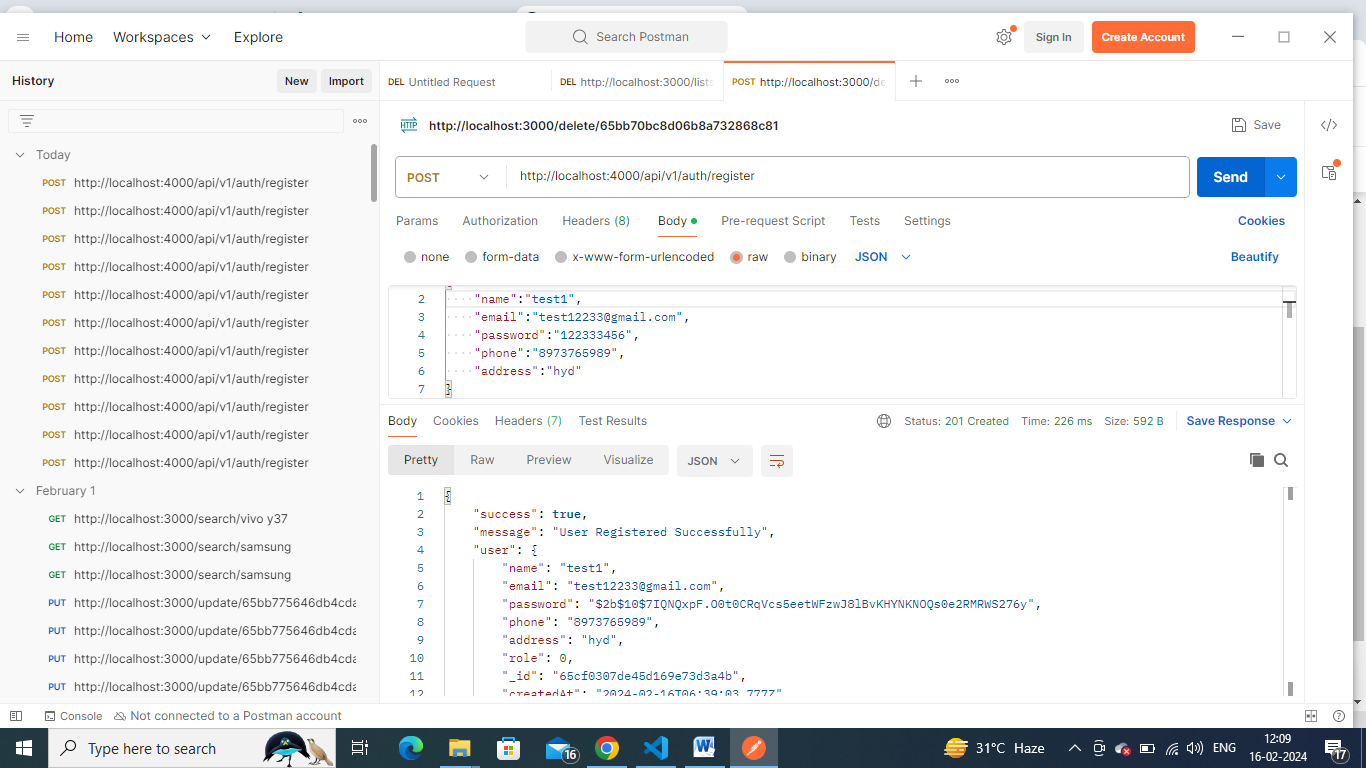 Home Workspaces Explore Search Postman Sign In Create Account
History New Import
DEL Untitled Request DEL http://localhost:3000/lists POST http://localhost:3000/de
HTTP http://localhost:3000/delete/65bb70bc8d06b8a732868c81 Save
POST http://localhost:4000/api/v1/auth/register Send
Params Authorization Headers (8) Body Pre-request Script Tests Settings Cookies
none form-data x-www-form-urlencoded raw binary JSON Beautify
2 "name":"test1",
3 "email":"test12233@gmail.com",
4 "password":"122333456",
5 "phone":"8973765989",
6 "address":"hyd"
7 }
Body Cookies Headers (7) Test Results Status: 201 Created Time: 226 ms Size: 592 B Save Response
Pretty Raw Preview Visualize JSON
1 {
2 "success": true,
3 "message": "User Registered Successfully",
4 "user": {
5 "name": "test1",
6 "email": "test12233@gmail.com",
7 "password": "$2b$10$7IQNQxpF.O0t0CRqVcs5eetWFzwJ8lBvKHYNKNOQs0e2RMRWS276y",
8 "phone": "8973765989",
9 "address": "hyd",
10 "role": 0,
11 "_id": "65cf0307de45d169e73d3a4b",
12 "createdAt": "2024-02-16T06:39:03.777Z"
Today
POST http://localhost:4000/api/v1/auth/register
POST http://localhost:4000/api/v1/auth/register
POST http://localhost:4000/api/v1/auth/register
POST http://localhost:4000/api/v1/auth/register
POST http://localhost:4000/api/v1/auth/register
POST http://localhost:4000/api/v1/auth/register
POST http://localhost:4000/api/v1/auth/register
POST http://localhost:4000/api/v1/auth/register
POST http://localhost:4000/api/v1/auth/register
POST http://localhost:4000/api/v1/auth/register
POST http://localhost:4000/api/v1/auth/register
February 1
GET http://localhost:3000/search/vivo y37
GET http://localhost:3000/search/samsung
GET http://localhost:3000/search/samsung
PUT http://localhost:3000/update/65bb775646db4cda
PUT http://localhost:3000/update/65bb775646db4cda
PUT http://localhost:3000/update/65bb775646db4cda
PUT http://localhost:3000/update/65bb775646db4cda
Console Not connected to a Postman account
Type here to search 16 31°C Haze ENG 12:09
16-02-2024 17